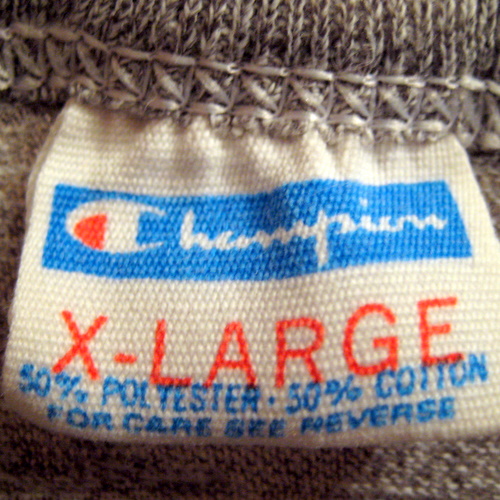 Champion
X-LARGE
50% POLYESTER · 50% COTTON
FOR CARE SEE REVERSE